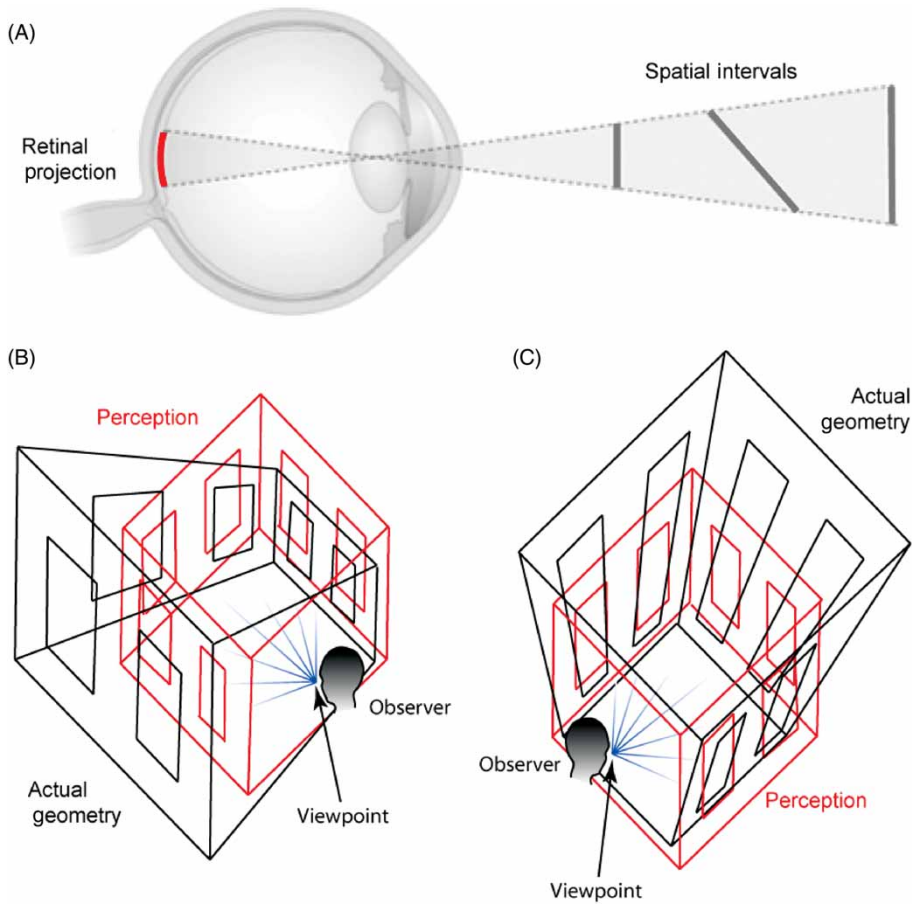 (A)
Spatial intervals
Retinal
projection
(B)
Perception
Observer
Actual
geometry
Viewpoint
(C)
Actual
geometry
Observer
Perception
Viewpoint